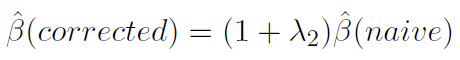 β̂(corrected) = (1 + λ₂)β̂(naive)